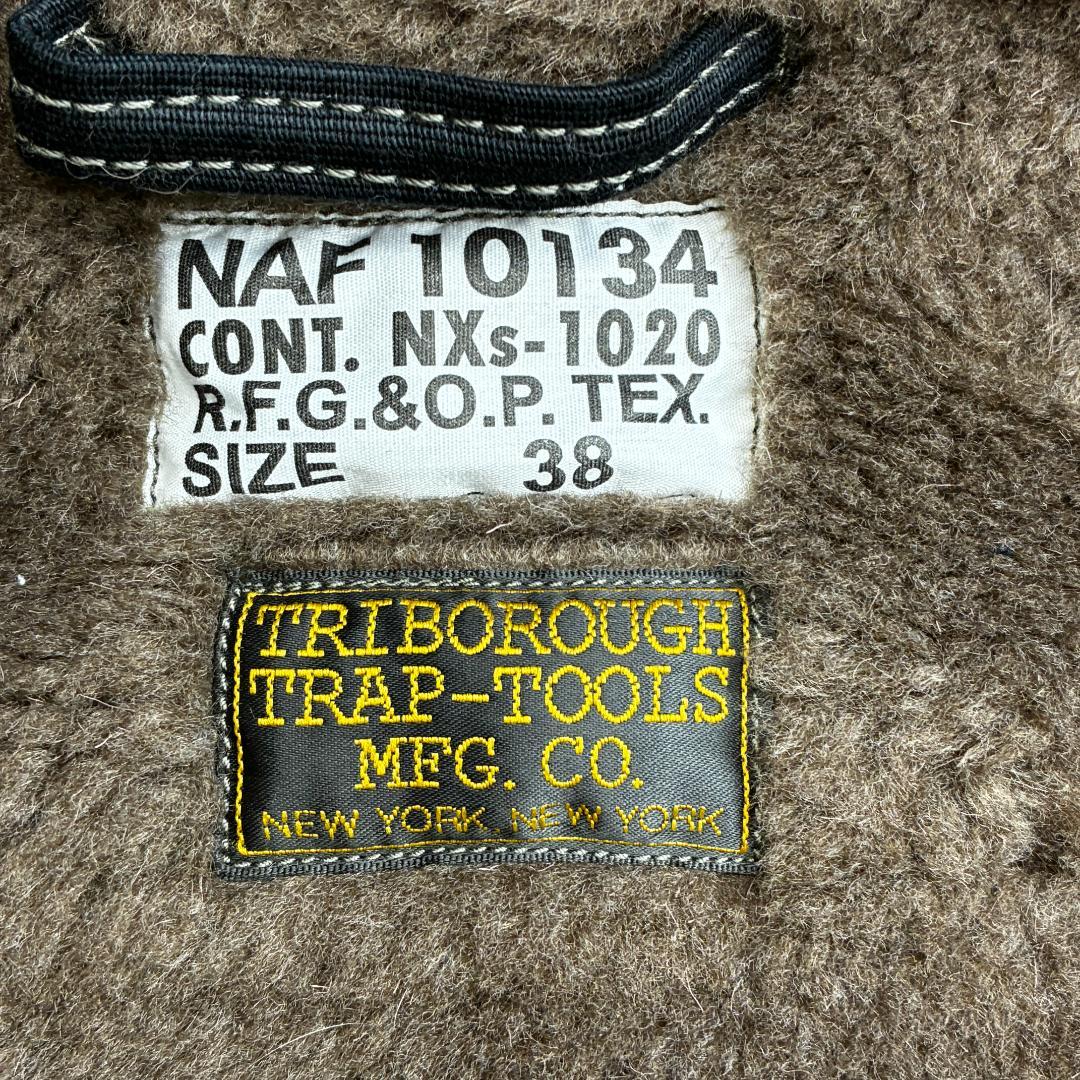 NAF 10134
CONT. NXs-1020
R.F.G.&O.P. TEX.
SIZE 38
TRIBOROUGH
TRAP-TOOLS
MFG. CO.
NEW YORK, NEW YORK